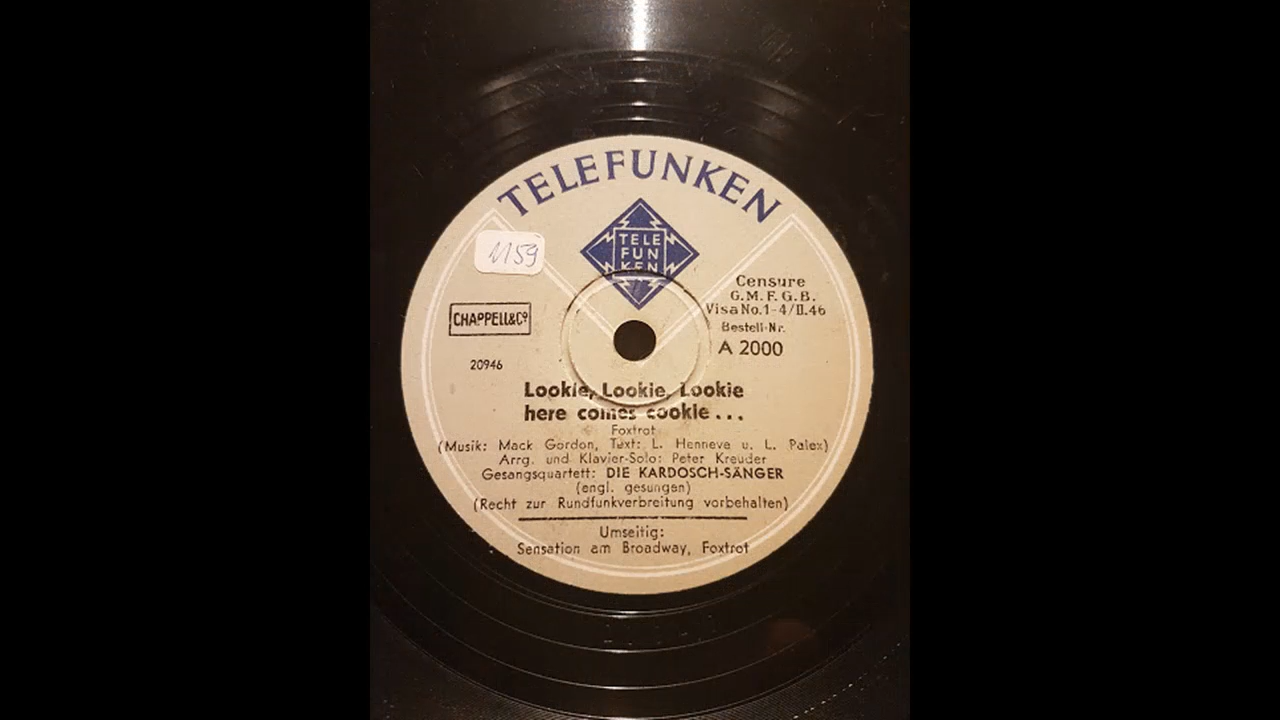 TELEFUNKEN
TELE
FUN
KEN
1159
Censure
G.M.F.G.B.
Visa No.1-4/II.46
Bestell-Nr.
A 2000
CHAPPELL&Co
20946
Lookie, Lookie, Lookie
here comes cookie...
Foxtrot
(Musik: Mack Gordon, Text: L. Henneve u. L. Palex)
Arrg. und Klavier-Solo: Peter Kreuder
Gesangsquartett: DIE KARDOSCH-SÄNGER
(engl. gesungen)
(Recht zur Rundfunkverbreitung vorbehalten)
Umseitig:
Sensation am Broadway, Foxtrot